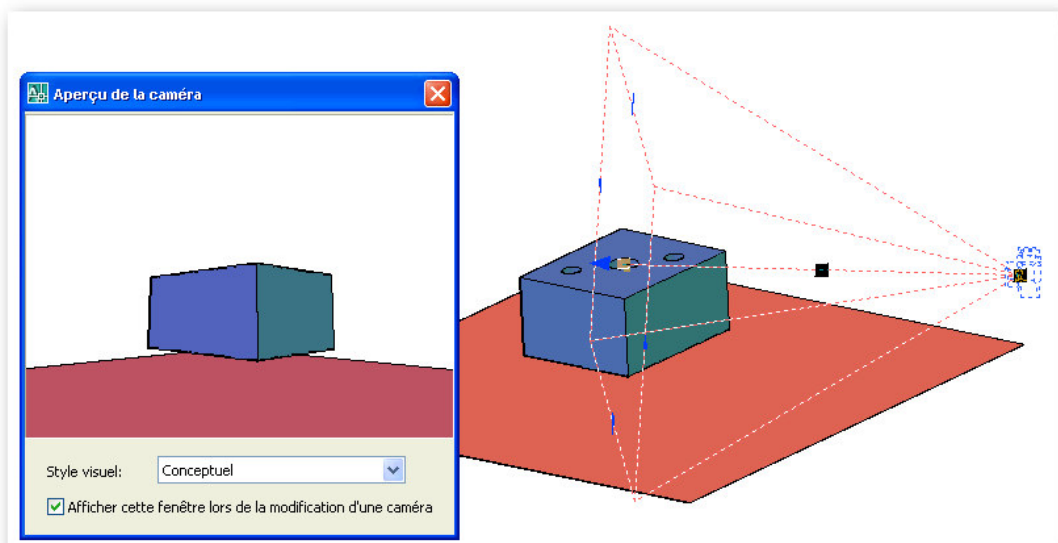 Aperçu de la caméra
Style visuel: Conceptuel
Afficher cette fenêtre lors de la modification d'une caméra